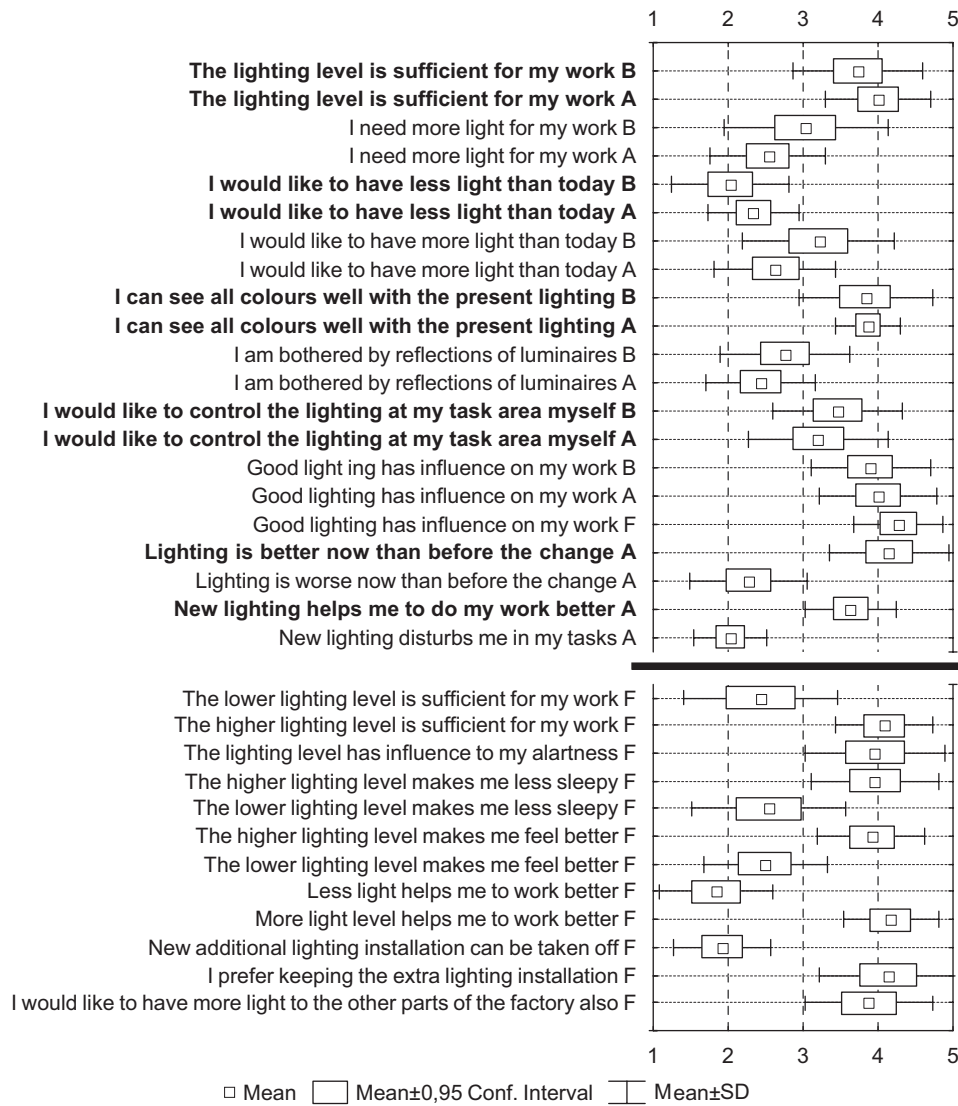 1 2 3 4 5
The lighting level is sufficient for my work B
The lighting level is sufficient for my work A
I need more light for my work B
I need more light for my work A
I would like to have less light than today B
I would like to have less light than today A
I would like to have more light than today B
I would like to have more light than today A
I can see all colours well with the present lighting B
I can see all colours well with the present lighting A
I am bothered by reflections of luminaires B
I am bothered by reflections of luminaires A
I would like to control the lighting at my task area myself B
I would like to control the lighting at my task area myself A
Good light ing has influence on my work B
Good lighting has influence on my work A
Good lighting has influence on my work F
Lighting is better now than before the change A
Lighting is worse now than before the change A
New lighting helps me to do my work better A
New lighting disturbs me in my tasks A
The lower lighting level is sufficient for my work F
The higher lighting level is sufficient for my work F
The lighting level has influence to my alartness F
The higher lighting level makes me less sleepy F
The lower lighting level makes me less sleepy F
The higher lighting level makes me feel better F
The lower lighting level makes me feel better F
Less light helps me to work better F
More light level helps me to work better F
New additional lighting installation can be taken off F
I prefer keeping the extra lighting installation F
I would like to have more light to the other parts of the factory also F
1 2 3 4 5
Mean Mean±0,95 Conf. Interval Mean±SD